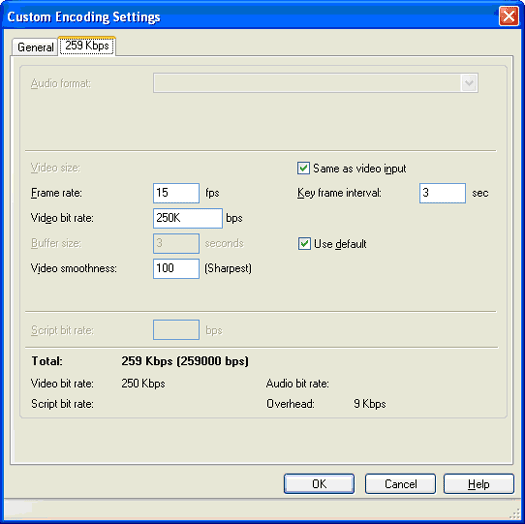 Custom Encoding Settings
General 259 Kbps
Audio format:
Video size: Same as video input
Frame rate: 15 fps Key frame interval: 3 sec
Video bit rate: 250K bps
Buffer size: 3 seconds Use default
Video smoothness: 100 (Sharpest)
Script bit rate: bps
Total: 259 Kbps (259000 bps)
Video bit rate: 250 Kbps Audio bit rate:
Script bit rate: Overhead: 9 Kbps
OK Cancel Help